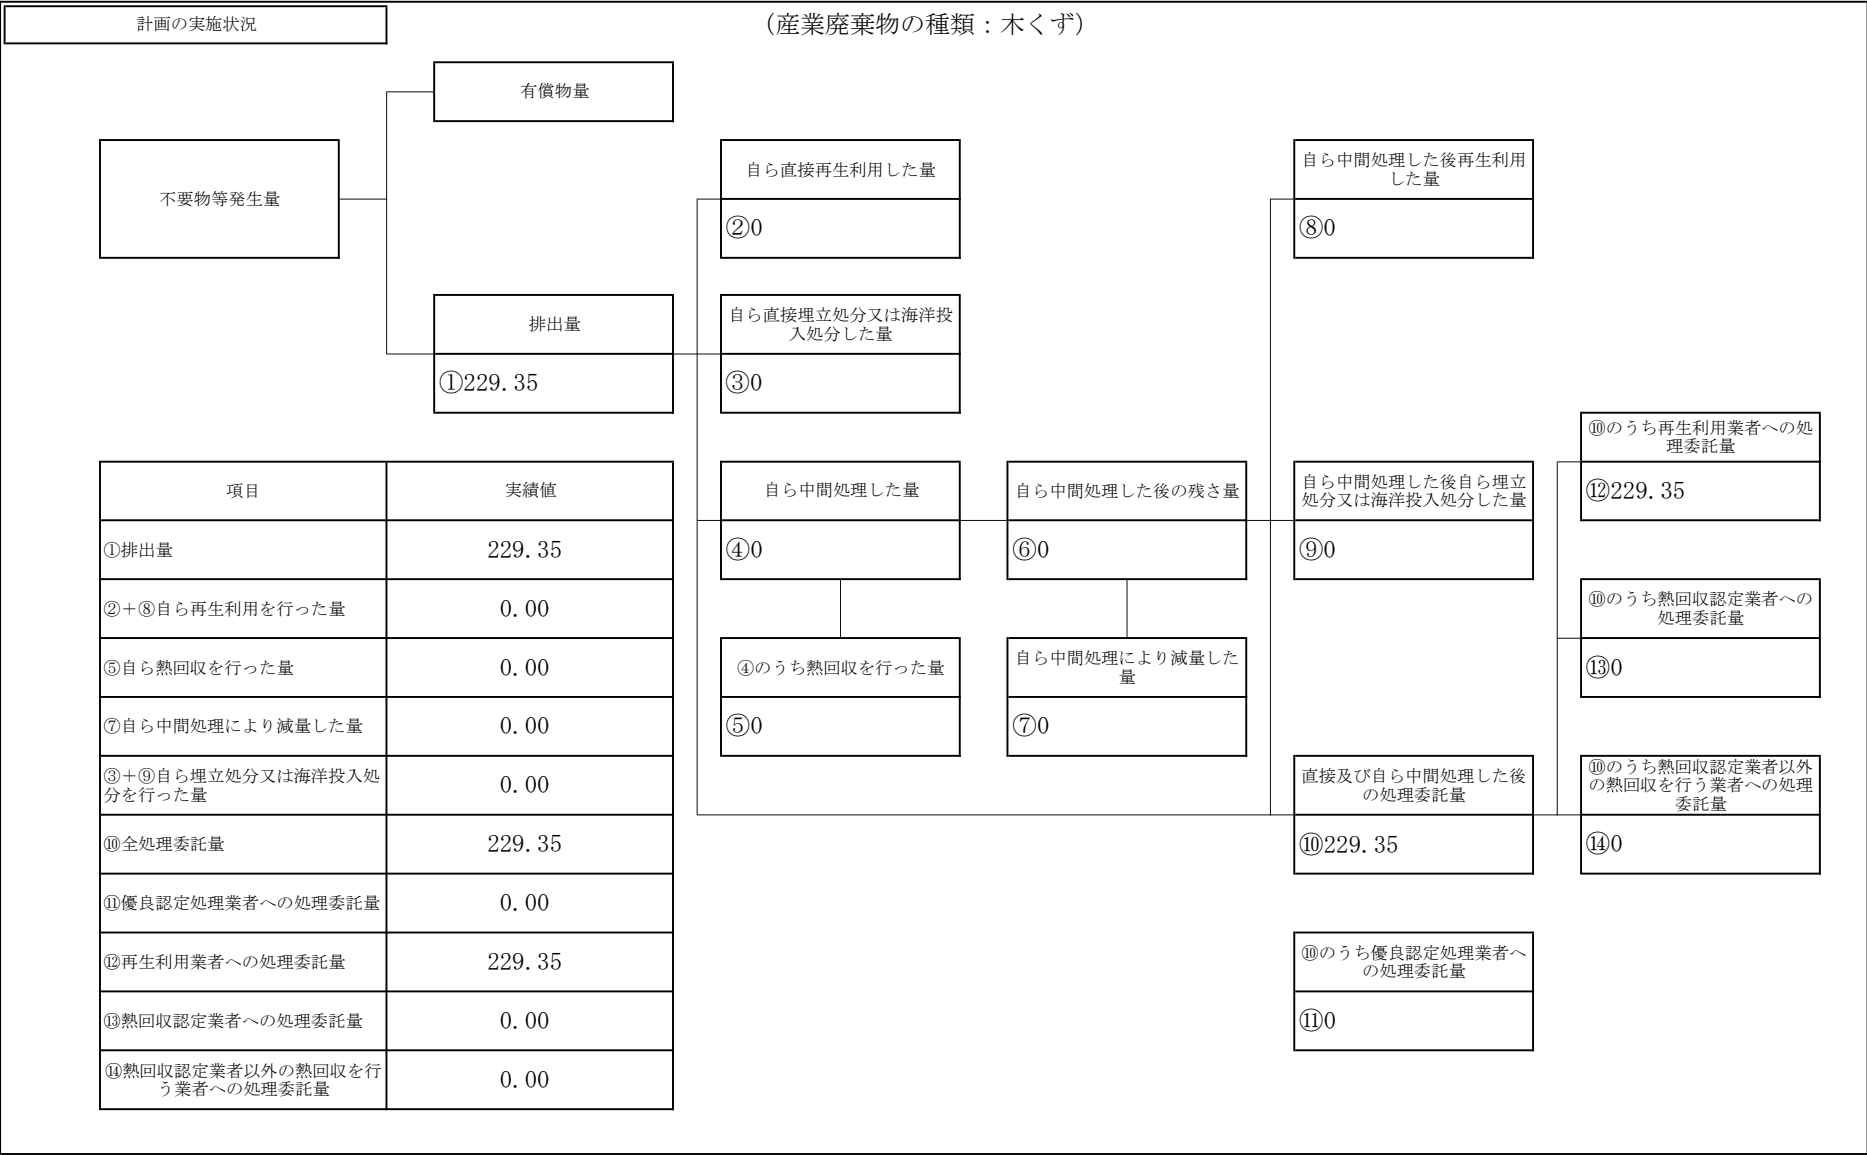 計画の実施状況
（産業廃棄物の種類：木くず）
有償物量
不要物等発生量
排出量
①229.35
自ら直接再生利用した量
②0
自ら直接埋立処分又は海洋投
入処分した量
③0
自ら中間処理した後再生利用
した量
⑧0
自ら中間処理した量
④0
自ら中間処理した後の残さ量
⑥0
自ら中間処理した後自ら埋立
処分又は海洋投入処分した量
⑨0
⑩のうち再生利用業者への処
理委託量
⑫229.35
⑩のうち熱回収認定業者への
処理委託量
⑬0
④のうち熱回収を行った量
⑤0
自ら中間処理により減量した
量
⑦0
直接及び自ら中間処理した後
の処理委託量
⑩229.35
⑩のうち熱回収認定業者以外
の熱回収を行う業者への処理
委託量
⑭0
⑩のうち優良認定処理業者へ
の処理委託量
⑪0
項目 実績値
①排出量 229.35
②＋⑧自ら再生利用を行った量 0.00
⑤自ら熱回収を行った量 0.00
⑦自ら中間処理により減量した量 0.00
③＋⑨自ら埋立処分又は海洋投入処
分を行った量 0.00
⑩全処理委託量 229.35
⑪優良認定処理業者への処理委託量 0.00
⑫再生利用業者への処理委託量 229.35
⑬熱回収認定業者への処理委託量 0.00
⑭熱回収認定業者以外の熱回収を行
う業者への処理委託量 0.00